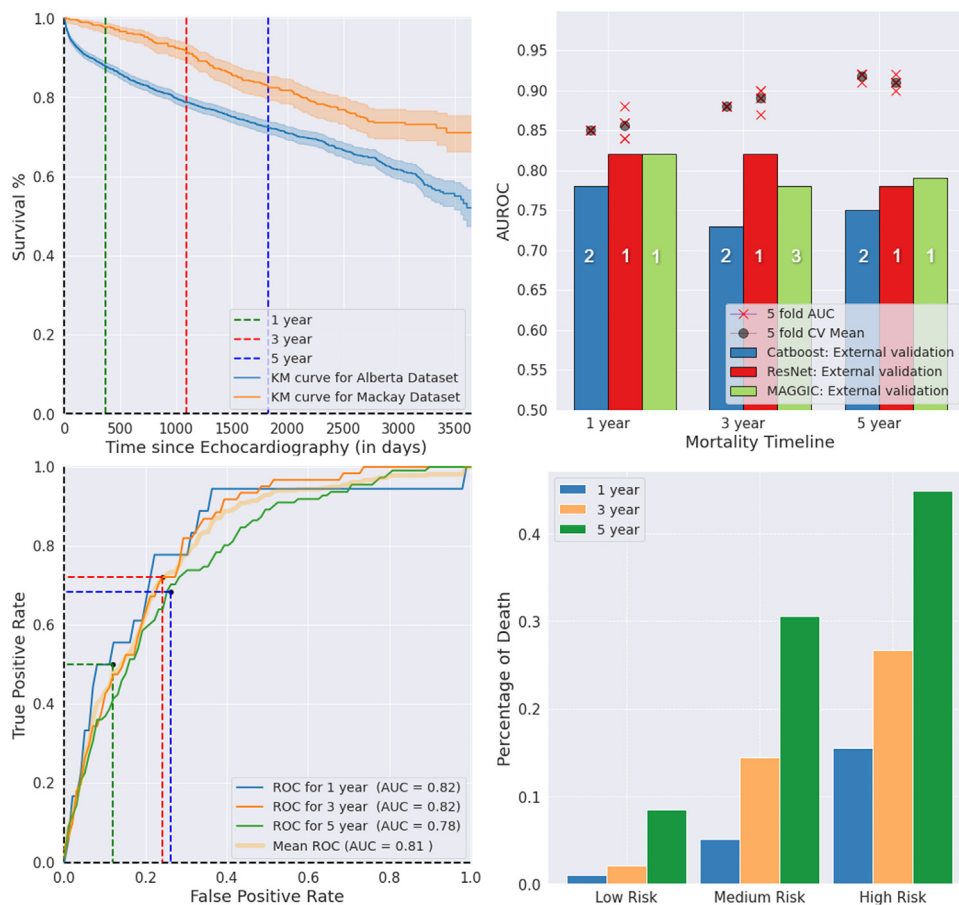 1.0
0.8
0.6
0.4
0.2
0.0
Survival %
0 500 1000 1500 2000 2500 3000 3500
Time since Echocardiography (in days)
1 year
3 year
5 year
KM curve for Alberta Dataset
KM curve for Mackay Dataset
0.95
0.90
0.85
0.80
0.75
0.70
0.65
0.60
0.55
0.50
AUROC
2 1 1 2 1 3 2 1 1
5 fold AUC
5 fold CV Mean
Catboost: External validation
ResNet: External validation
MAGGIC: External validation
1 year 3 year 5 year
Mortality Timeline
1.0
0.8
0.6
0.4
0.2
0.0
True Positive Rate
ROC for 1 year (AUC = 0.82)
ROC for 3 year (AUC = 0.82)
ROC for 5 year (AUC = 0.78)
Mean ROC (AUC = 0.81 )
0.0 0.2 0.4 0.6 0.8 1.0
False Positive Rate
1 year
3 year
5 year
0.4
0.3
0.2
0.1
0.0
Percentage of Death
Low Risk Medium Risk High Risk